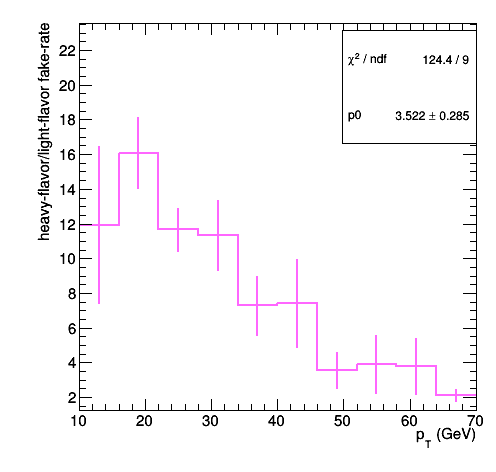 heavy-flavor/light-flavor fake-rate
χ² / ndf 124.4 / 9
p0 3.522 ± 0.285
22
20
18
16
14
12
10
8
6
4
2
10 20 30 40 50 60 70
p_T (GeV)